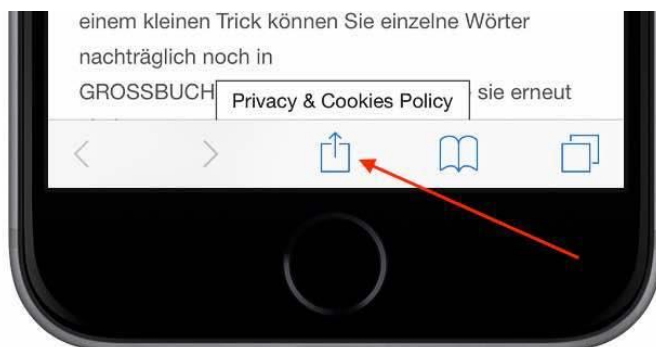 einem kleinen Trick können Sie einzelne Wörter
nachträglich noch in
GROSSBUCH
Privacy & Cookies Policy
sie erneut